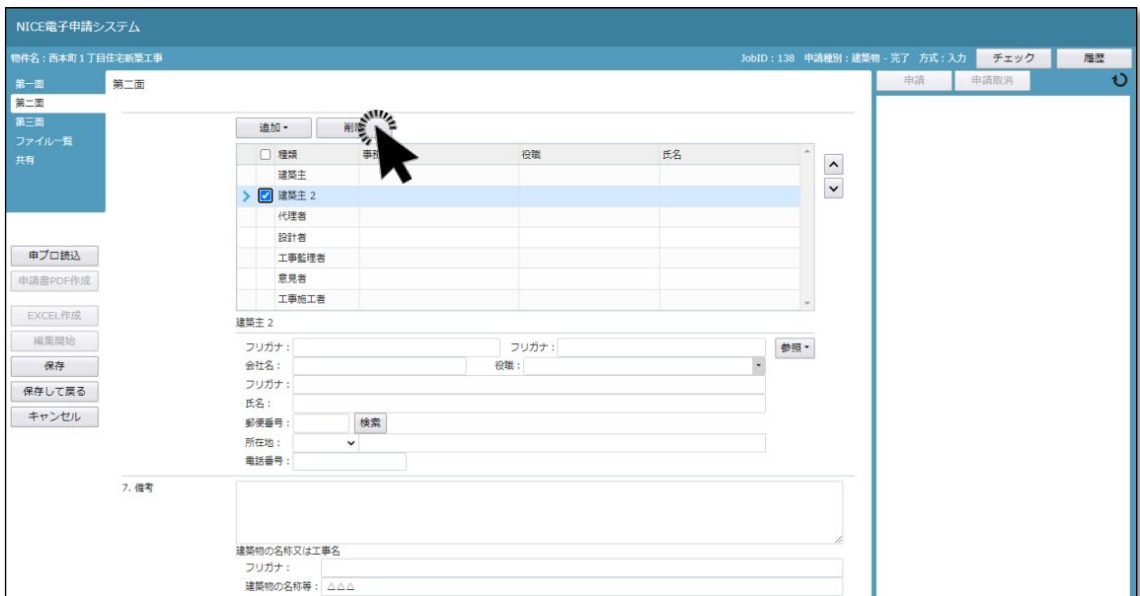 NICE電子申請システム
物件名：西本町１丁目住宅新築工事
JobID：138 申請種別：建築物 - 完了 方式：入力
チェック
履歴
第一面
第二面
第三面
ファイル一覧
共有
第二面
申請
申請取消
追加
削
種類
役職
氏名
建築主
建築主 2
代理者
設計者
工事監理者
意見者
工事施工者
申プロ読込
申請書PDF作成
EXCEL作成
編集開始
保存
保存して戻る
キャンセル
建築主 2
フリガナ： フリガナ： 参照
会社名： 役職：
フリガナ：
氏名：
郵便番号： 検索
所在地：
電話番号：
7. 備考
建築物の名称又は工事名
フリガナ：
建築物の名称等： △△△